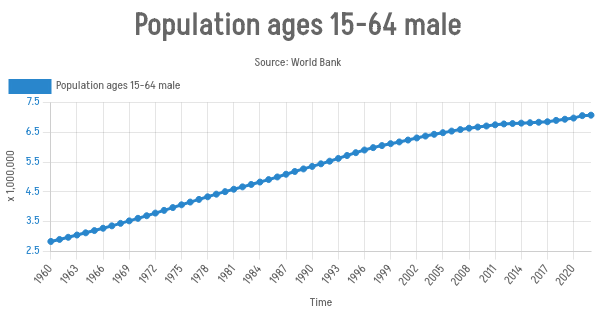 Population ages 15-64 male
Source: World Bank
Population ages 15-64 male
7.5
6.5
5.5
4.5
3.5
2.5
x 1,000,000
1960 1963 1966 1969 1972 1975 1978 1981 1984 1987 1990 1993 1996 1999 2002 2005 2008 2011 2014 2017 2020
Time